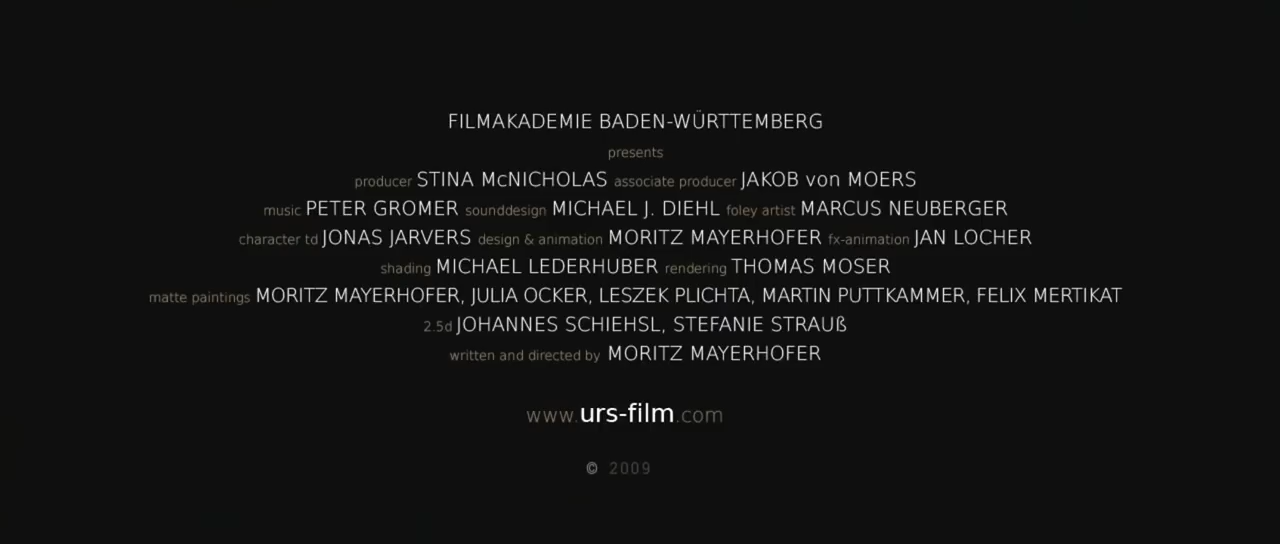 FILMAKADEMIE BADEN-WÜRTTEMBERG
presents
producer STINA McNICHOLAS associate producer JAKOB von MOERS
music PETER GROMER sounddesign MICHAEL J. DIEHL foley artist MARCUS NEUBERGER
character td JONAS JARVERS design & animation MORITZ MAYERHOFER fx-animation JAN LOCHER
shading MICHAEL LEDERHUBER rendering THOMAS MOSER
matte paintings MORITZ MAYERHOFER, JULIA OCKER, LESZEK PLICHTA, MARTIN PUTTKAMMER, FELIX MERTIKAT
2.5d JOHANNES SCHIEHSL, STEFANIE STRAUß
written and directed by MORITZ MAYERHOFER
www.urs-film.com
© 2009